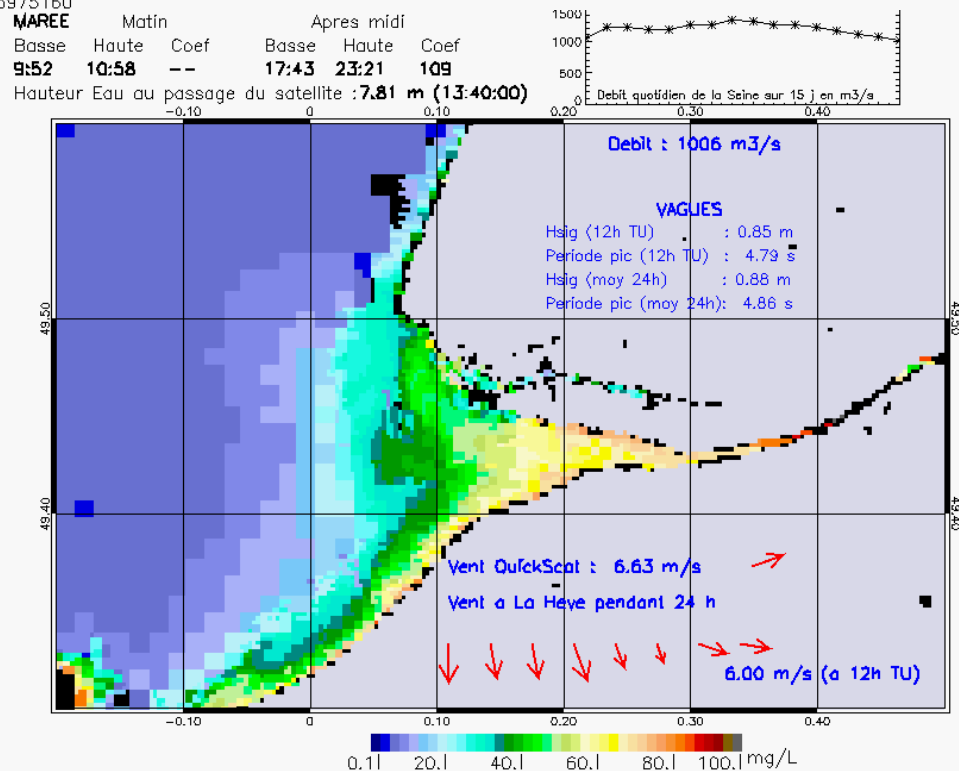 6975160
MAREE Matin Apres midi
Basse Haute Coef Basse Haute Coef
9:52 10:58 -- 17:43 23:21 109
Hauteur Eau au passage du satellite :7.81 m (13:40:00)
1500
1000
500
0
Debit quotidien de la Seine sur 15 j en m3/s
-0.10 0 0.10 0.20 0.30 0.40
Debit : 1006 m3/s
VAGUES
Hsig (12h TU) : 0.85 m
Periode pic (12h TU) : 4.79 s
Hsig (moy 24h) : 0.88 m
Periode pic (moy 24h): 4.86 s
49.50 49.50
49.40 49.40
Vent QuickScat : 6.63 m/s
Vent a La Heve pendant 24 h
6.00 m/s (a 12h TU)
-0.10 0 0.10 0.20 0.30 0.40
0.1 20.1 40.1 60.1 80.1 100.1 mg/L